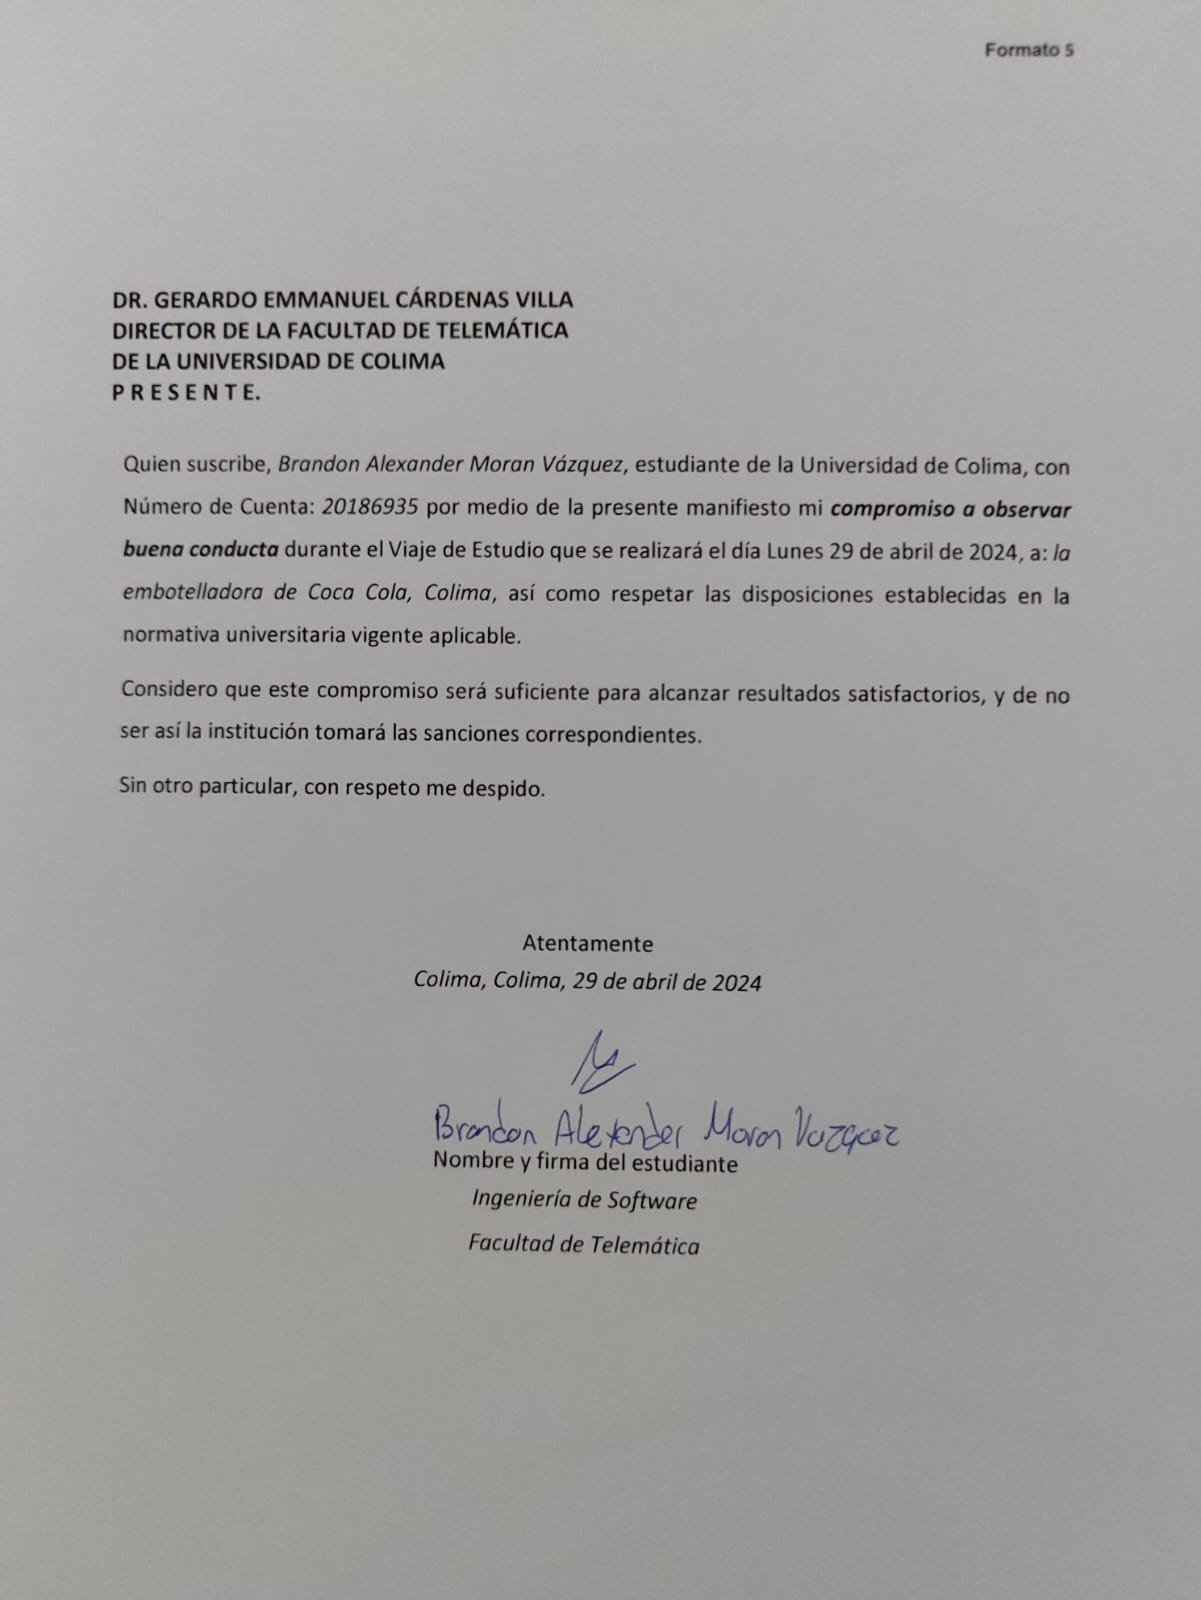 Formato 5
DR. GERARDO EMMANUEL CÁRDENAS VILLA
DIRECTOR DE LA FACULTAD DE TELEMÁTICA
DE LA UNIVERSIDAD DE COLIMA
P R E S E N T E.
Quien suscribe, Brandon Alexander Moran Vázquez, estudiante de la Universidad de Colima, con
Número de Cuenta: 20186935 por medio de la presente manifiesto mi compromiso a observar
buena conducta durante el Viaje de Estudio que se realizará el día Lunes 29 de abril de 2024, a: la
embotelladora de Coca Cola, Colima, así como respetar las disposiciones establecidas en la
normativa universitaria vigente aplicable.
Considero que este compromiso será suficiente para alcanzar resultados satisfactorios, y de no
ser así la institución tomará las sanciones correspondientes.
Sin otro particular, con respeto me despido.
Atentamente
Colima, Colima, 29 de abril de 2024
Brandon Alexander Moran Vazquez
Nombre y firma del estudiante
Ingeniería de Software
Facultad de Telemática